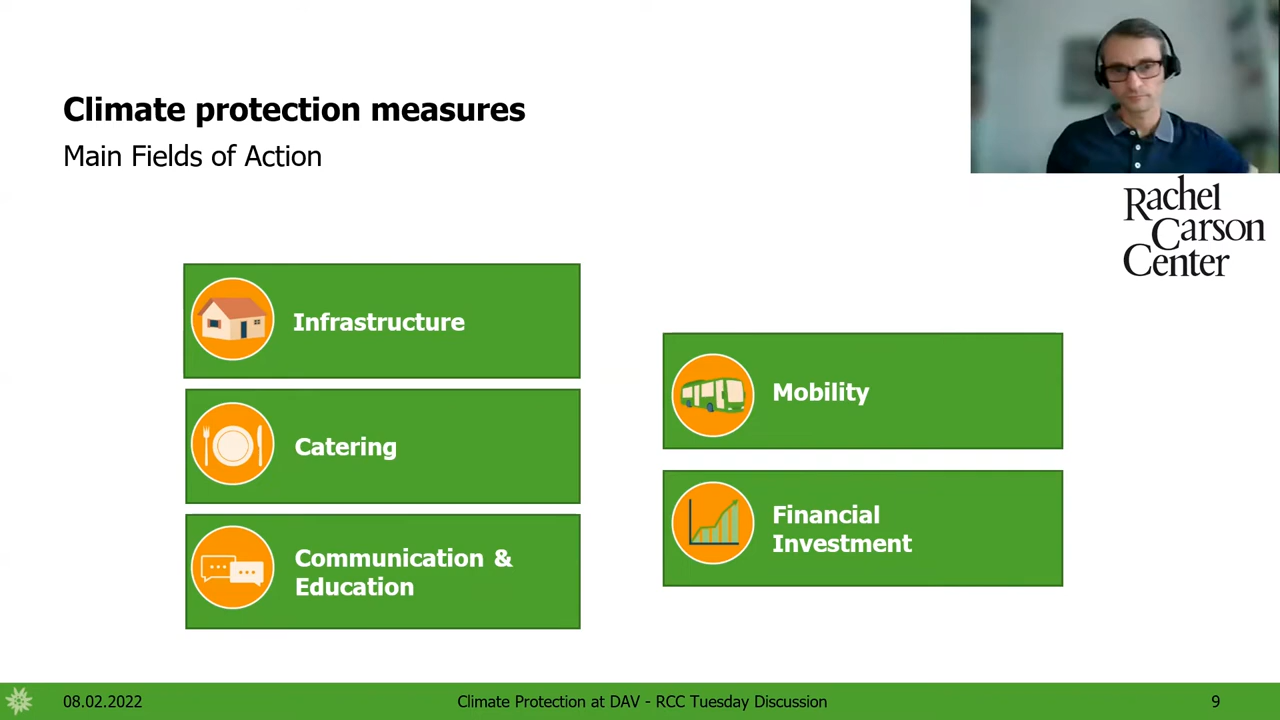 Climate protection measures
Main Fields of Action
Rachel
Carson
Center
Infrastructure
Catering
Communication &
Education
Mobility
Financial
Investment
08.02.2022
Climate Protection at DAV - RCC Tuesday Discussion
9